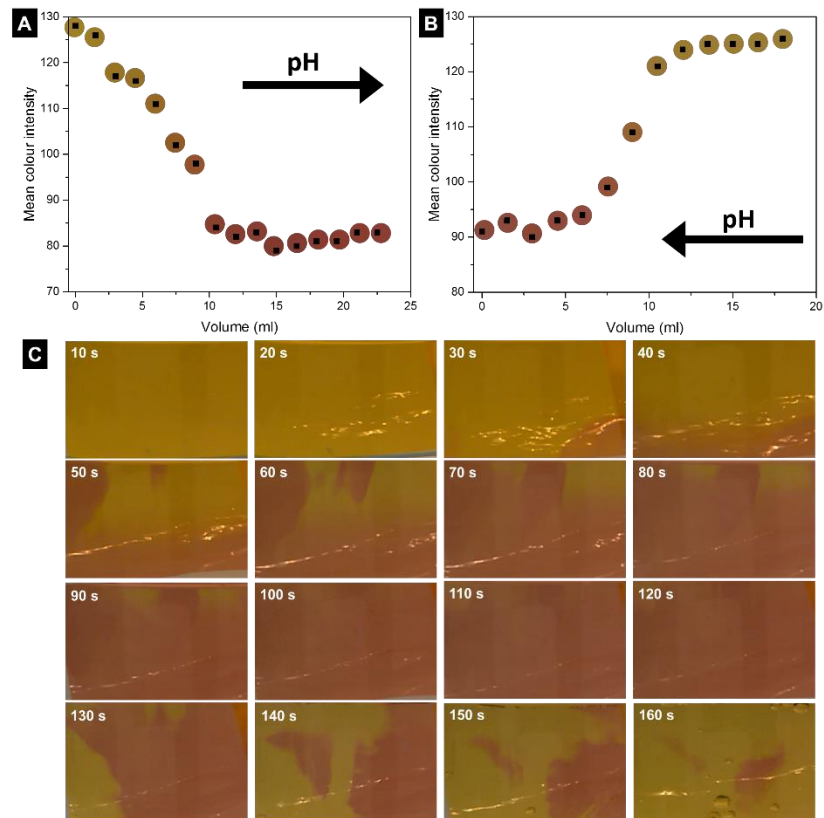 A
B
130
120
110
100
90
80
70
0
5
10
15
20
25
Mean colour intensity
Volume (ml)
pH
130
120
110
100
90
80
0
5
10
15
20
Mean colour intensity
Volume (ml)
pH
C
10 s
20 s
30 s
40 s
50 s
60 s
70 s
80 s
90 s
100 s
110 s
120 s
130 s
140 s
150 s
160 s